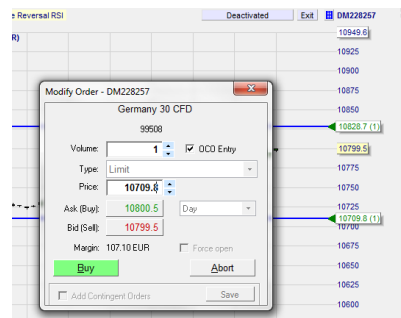 e Reversal RSI Deactivated Exit DM228257
R) 10949.6
10925
10900
Modify Order - DM228257 10875
Germany 30 CFD 10850
99508 10828.7 (1)
Volume: 1 OCO Entry 10799.5
Type: Limit 10775
Price: 10709.8 10750
Ask (Buy): 10800.5 Day 10725
Bid (Sell): 10799.5 10709.8 (1)
10700
Margin: 107.10 EUR Force open 10675
Buy Abort 10650
10625
Add Contingent Orders Save
10600